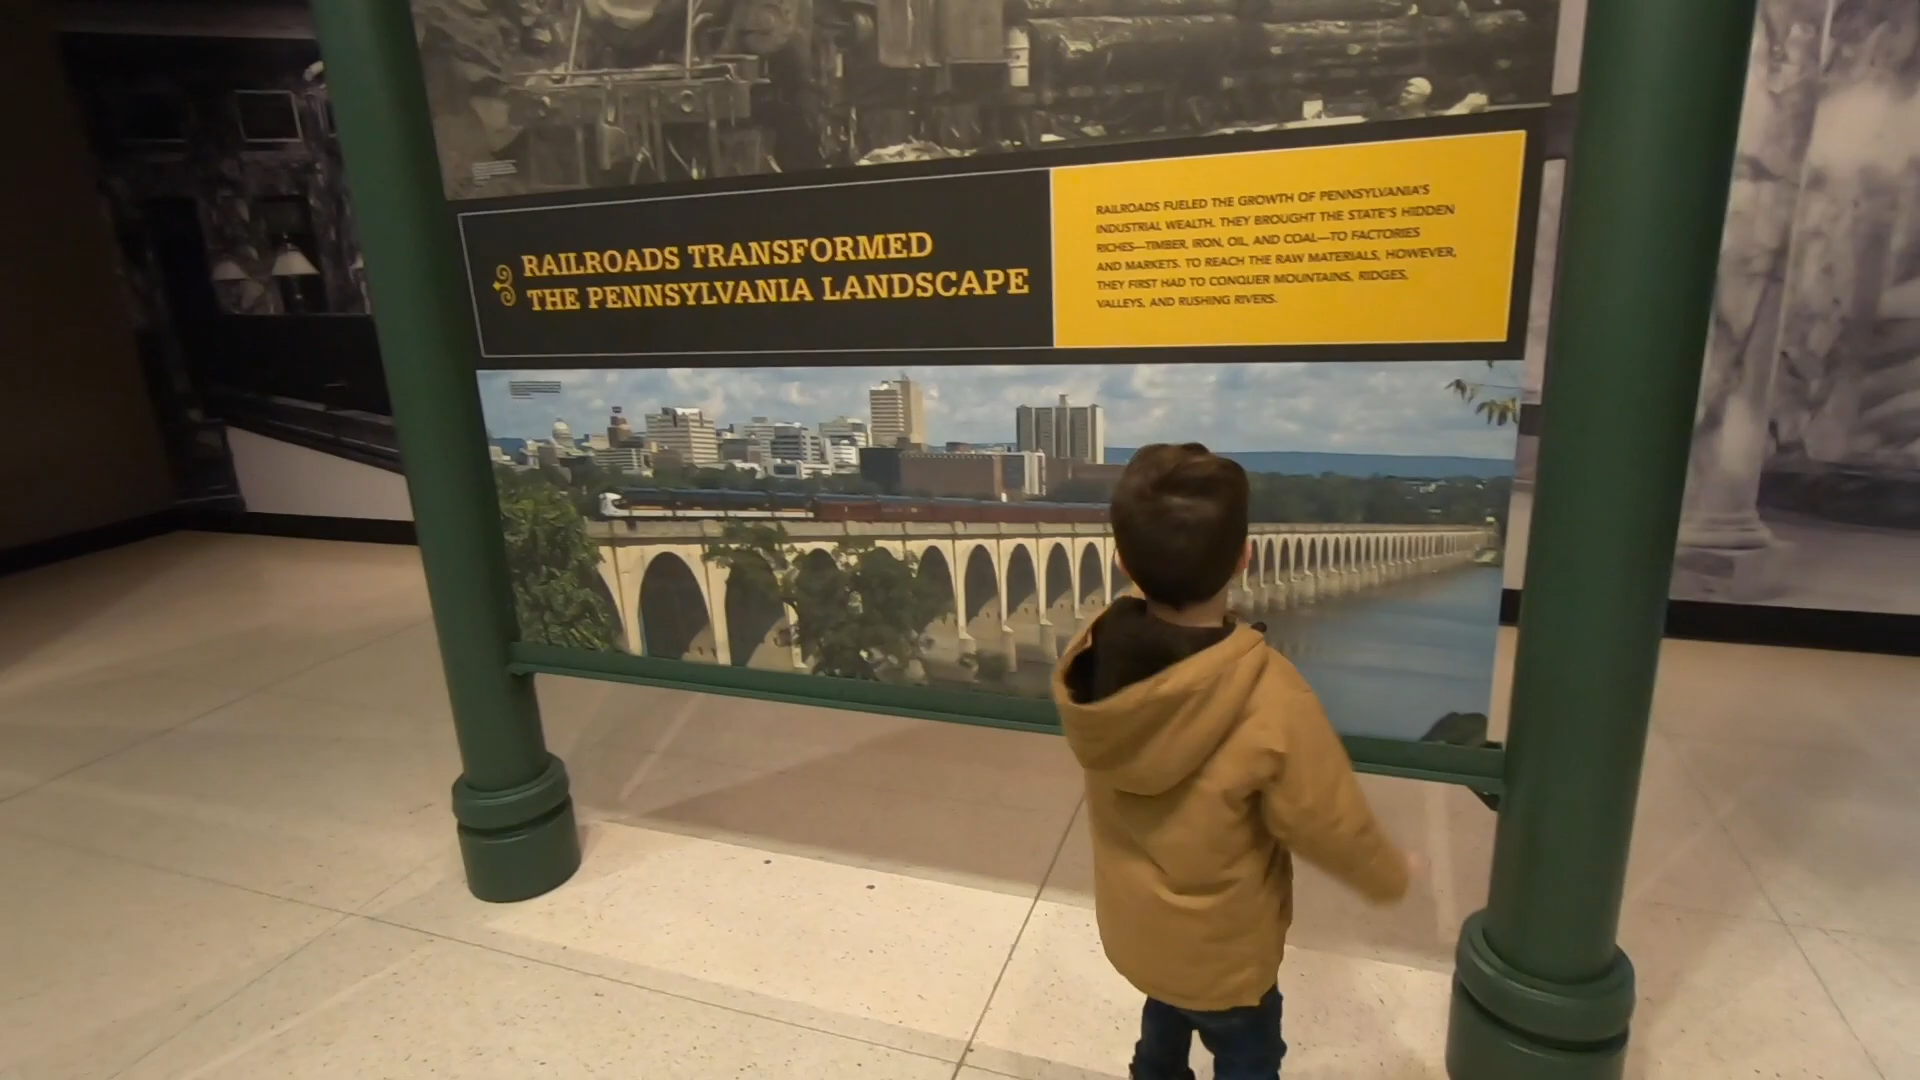 RAILROADS TRANSFORMED
THE PENNSYLVANIA LANDSCAPE
RAILROADS FUELED THE GROWTH OF PENNSYLVANIA'S
INDUSTRIAL WEALTH. THEY BROUGHT THE STATE'S HIDDEN
RICHES—TIMBER, IRON, OIL, AND COAL—TO FACTORIES
AND MARKETS. TO REACH THE RAW MATERIALS, HOWEVER,
THEY FIRST HAD TO CONQUER MOUNTAINS, RIDGES,
VALLEYS, AND RUSHING RIVERS.